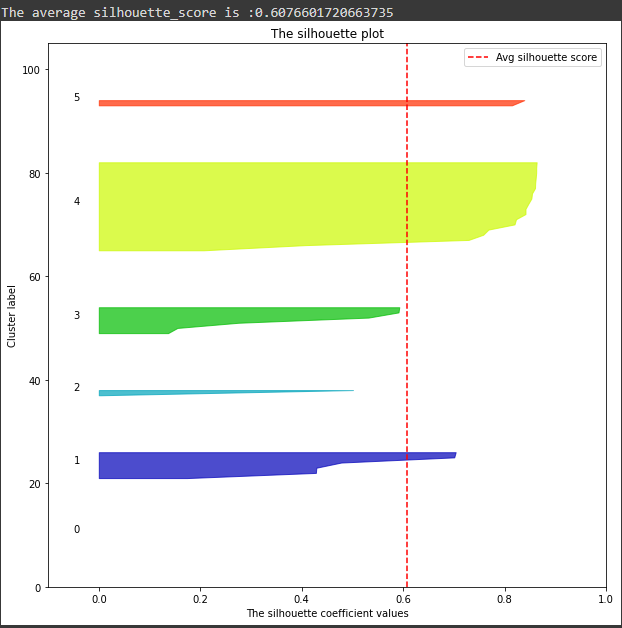 The average silhouette_score is :0.6076601720663735
The silhouette plot
Avg silhouette score
100
80
60
40
20
0
5
4
3
2
1
0
Cluster label
0.0 0.2 0.4 0.6 0.8 1.0
The silhouette coefficient values